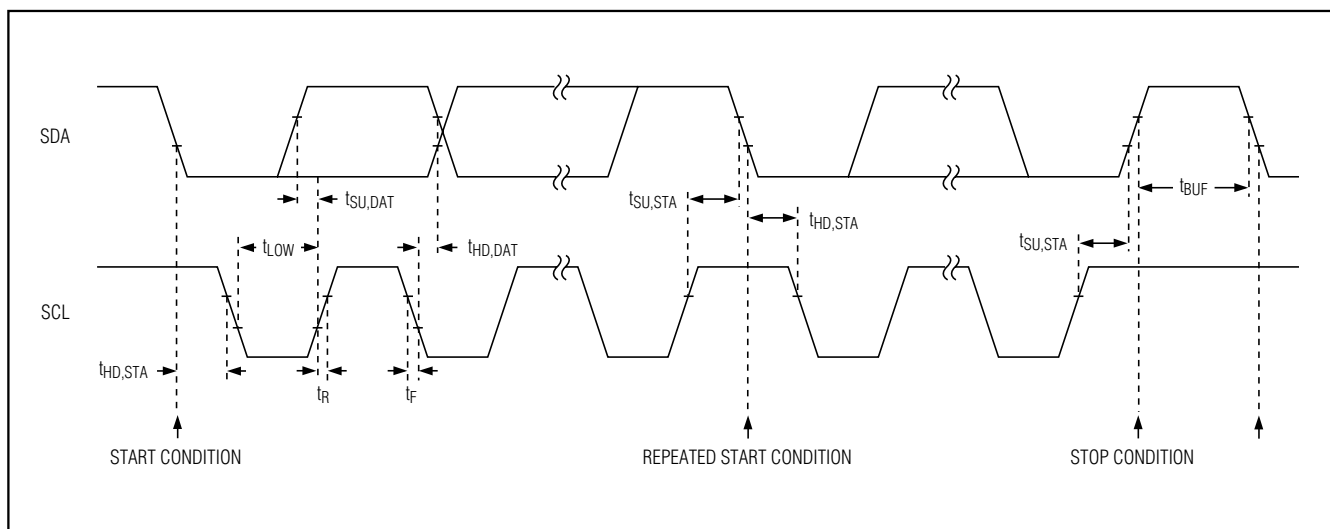 SDA
tSU,DAT
tSU,STA
tBUF
tLOW
tHD,DAT
tHD,STA
tSU,STA
SCL
tHD,STA
tR
tF
START CONDITION
REPEATED START CONDITION
STOP CONDITION